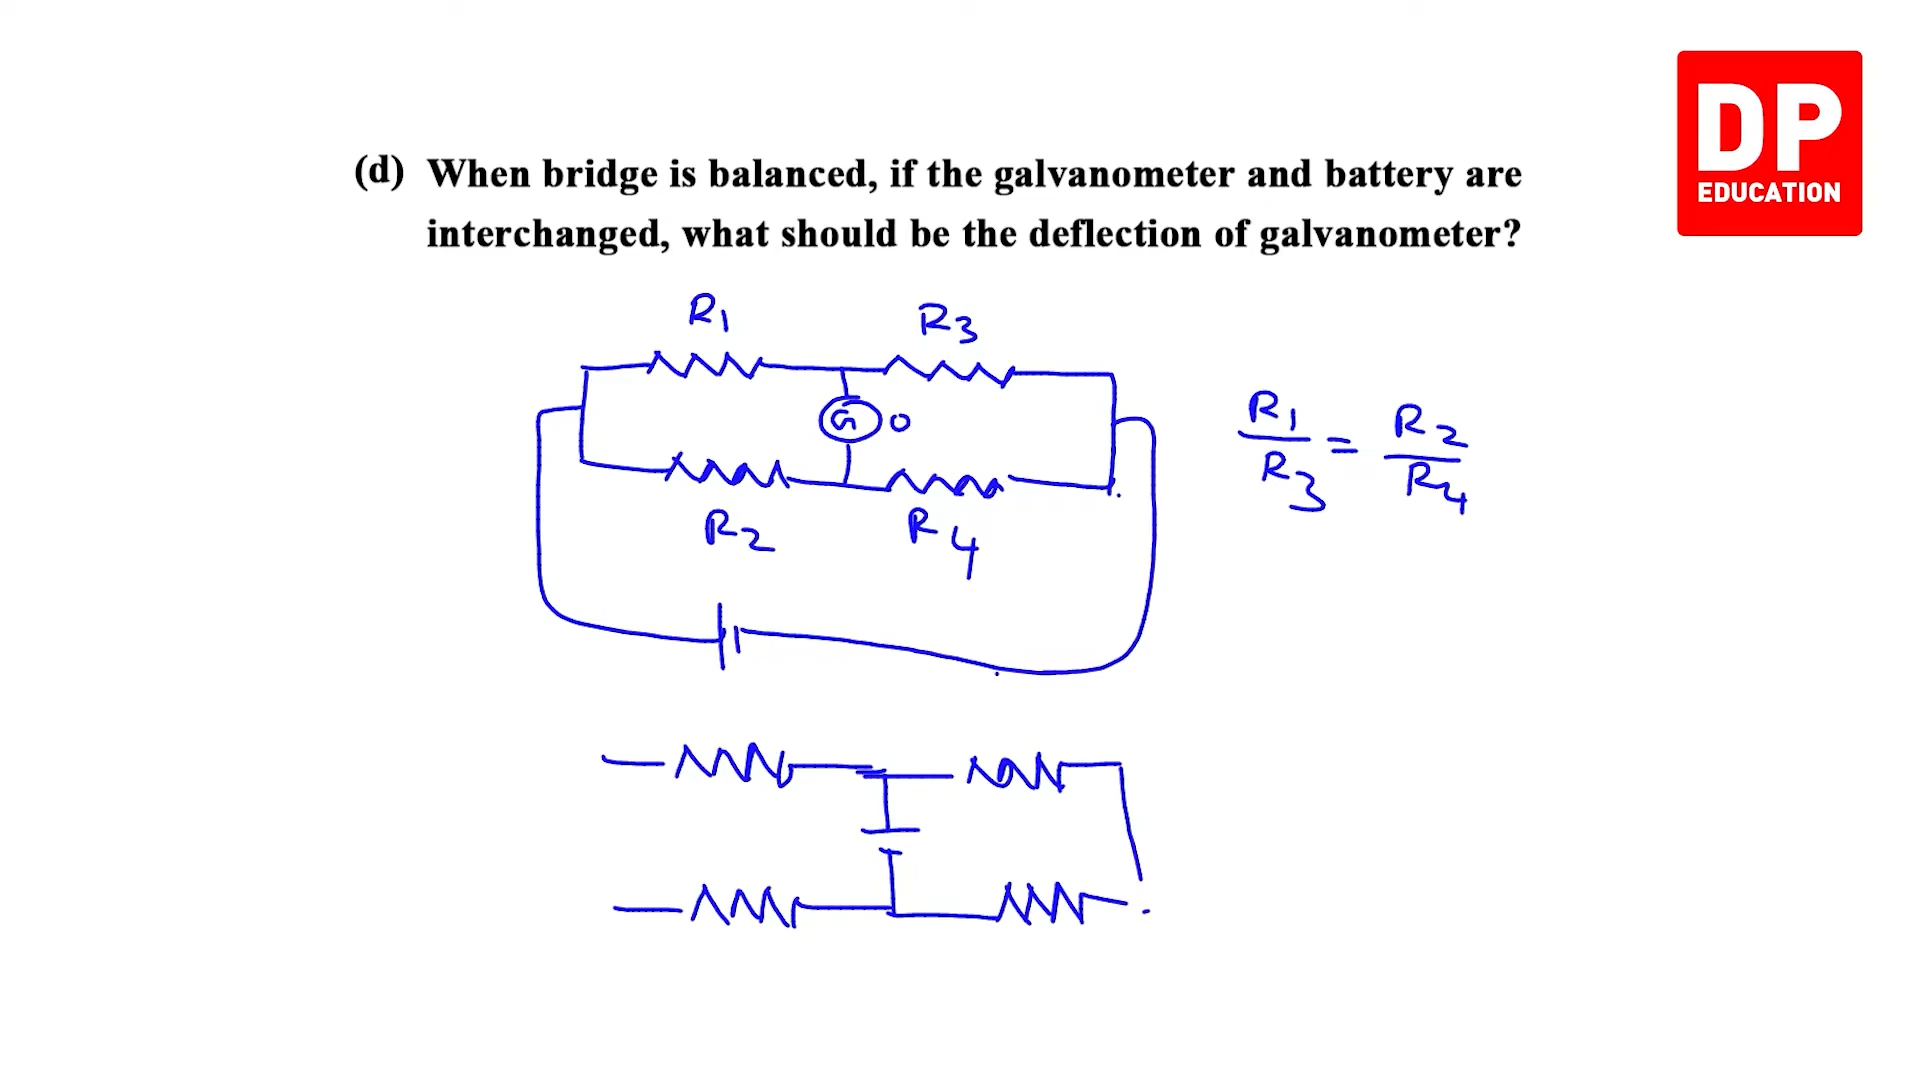 DP
EDUCATION
(d) When bridge is balanced, if the galvanometer and battery are
interchanged, what should be the deflection of galvanometer?
R1 R3
G 0
R2 R4
R1/R3 = R2/R4